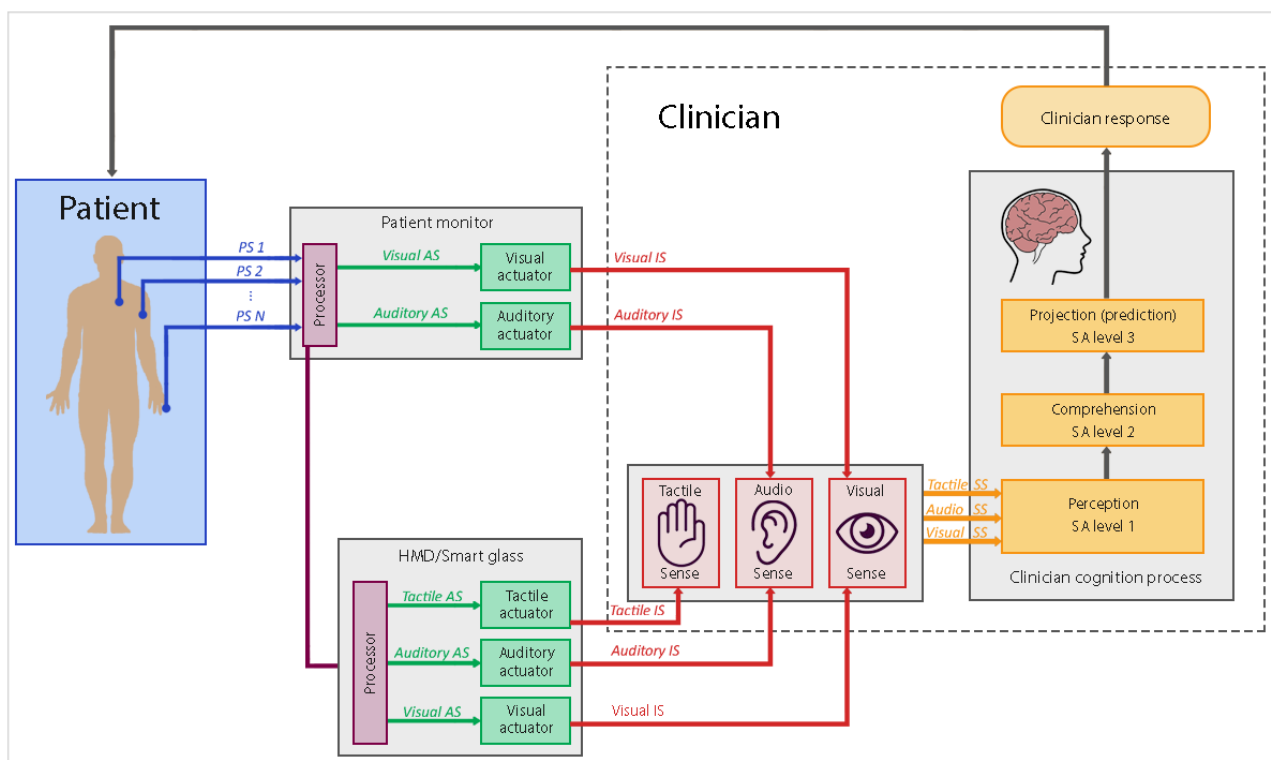 Clinician
Clinician response
Patient
Patient monitor
PS 1
PS 2
⋮
PS N
Processor
Visual AS
Visual
actuator
Visual IS
Auditory AS
Auditory
actuator
Auditory IS
Projection (prediction)
SA level 3
Comprehension
SA level 2
Tactile
Sense
Audio
Sense
Visual
Sense
Tactile SS
Audio SS
Visual SS
Perception
SA level 1
Clinician cognition process
HMD/Smart glass
Processor
Tactile AS
Tactile
actuator
Tactile IS
Auditory AS
Auditory
actuator
Auditory IS
Visual AS
Visual
actuator
Visual IS